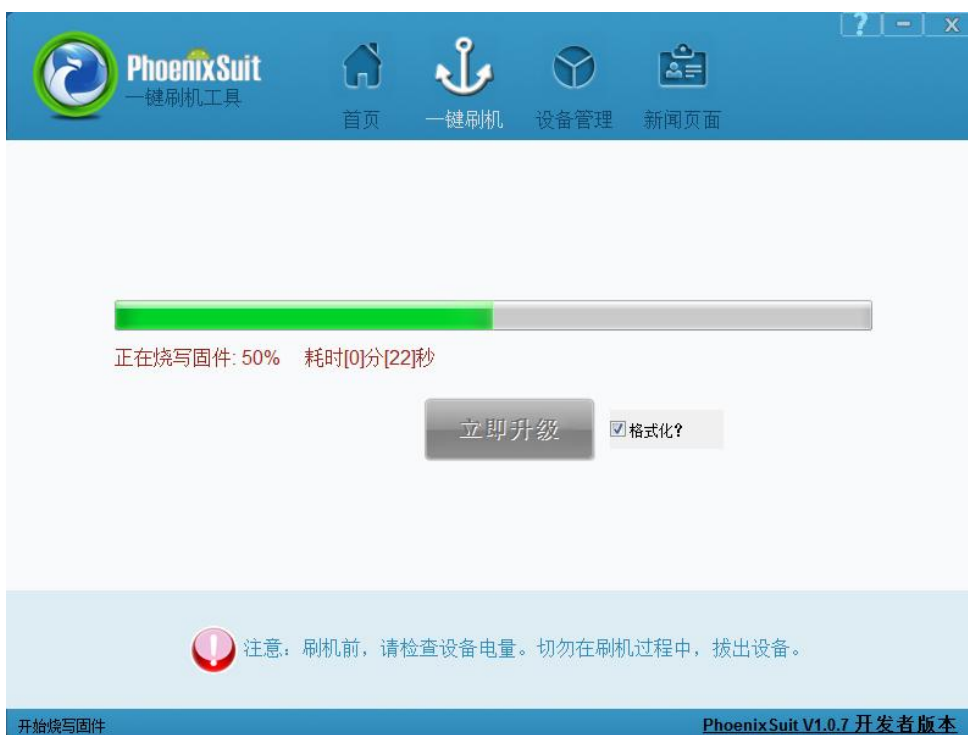 ? - x
PhoenixSuit
一键刷机工具
首页 一键刷机 设备管理 新闻页面
正在烧写固件: 50% 耗时[0]分[22]秒
立即升级 格式化?
注意：刷机前，请检查设备电量。切勿在刷机过程中，拔出设备。
开始烧写固件 PhoenixSuit V1.0.7 开发者版本